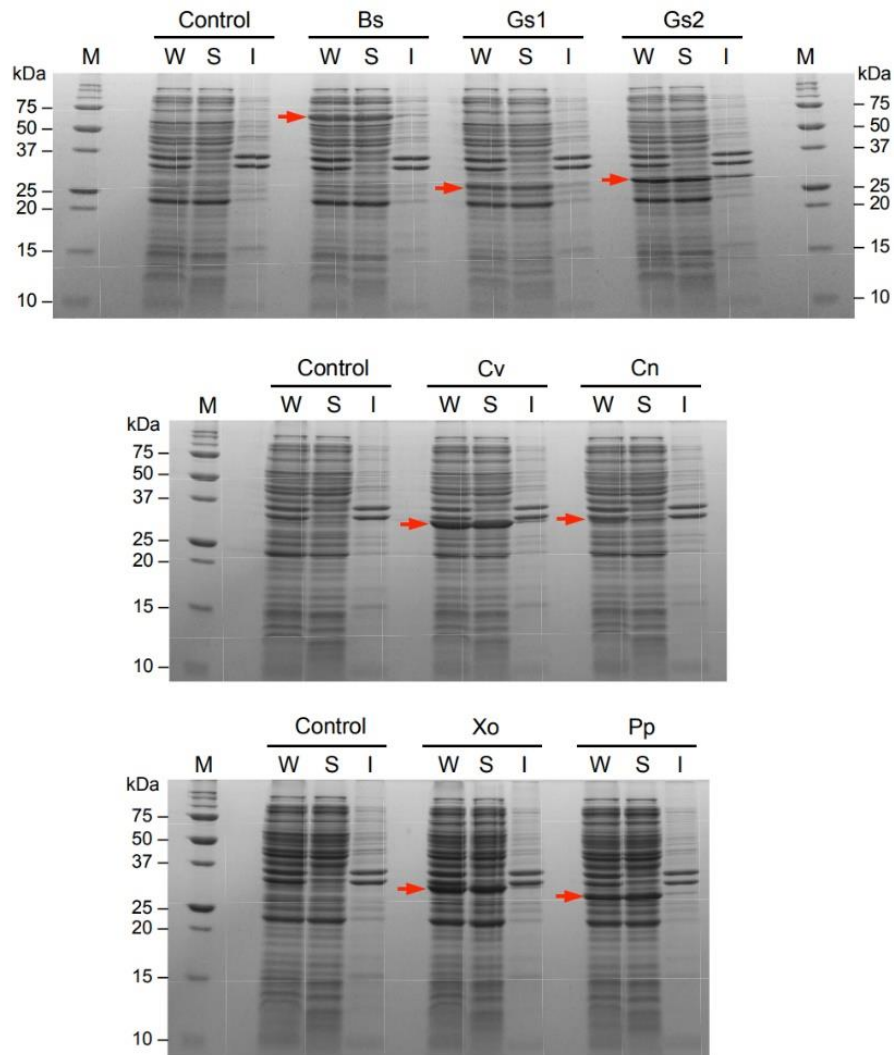 Control Bs Gs1 Gs2
M W S I W S I W S I W S I M
kDa kDa
75 75
50 50
37 37
25 25
20 20
15 15
10 10
Control Cv Cn
M W S I W S I W S I
kDa
75
50
37
25
20
15
10
Control Xo Pp
M W S I W S I W S I
kDa
75
50
37
25
20
15
10